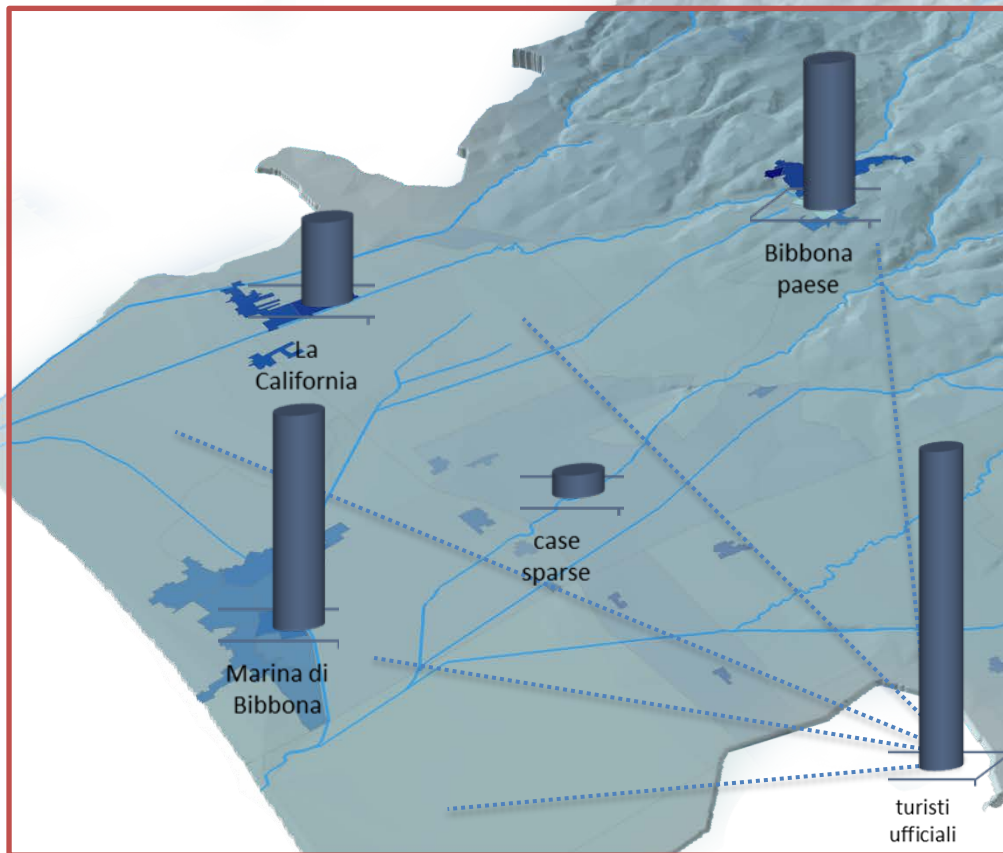 Bibbona
paese
La
California
case
sparse
Marina di
Bibbona
turisti
ufficiali